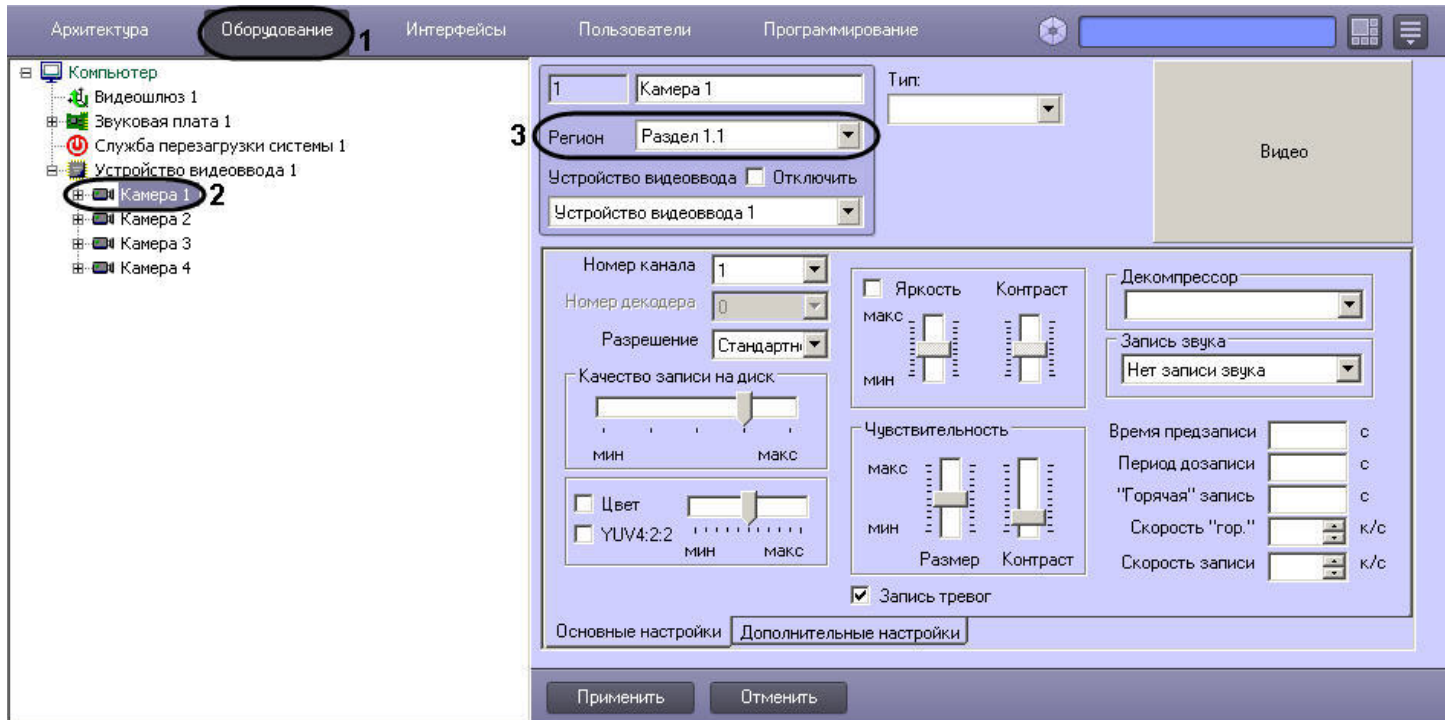 Архитектура Оборудование 1 Интерфейсы Пользователи Программирование
Компьютер
Видеошлюз 1
Звуковая плата 1
Служба перезагрузки системы 1
Устройство видеоввода 1
Камера 1 2
Камера 2
Камера 3
Камера 4
1 Камера 1 Тип:
3 Регион Раздел 1.1
Видео
Устройство видеоввода Отключить
Устройство видеоввода 1
Номер канала 1
Номер декодера 0
Разрешение Стандартн
Качество записи на диск
мин макс
Цвет
YUV4:2:2
мин макс
Яркость Контраст
макс
мин
Чувствительность
макс
мин
Размер Контраст
Запись тревог
Декомпрессор
Запись звука
Нет записи звука
Время предзаписи с
Период дозаписи с
"Горячая" запись с
Скорость "гор." к/с
Скорость записи к/с
Основные настройки Дополнительные настройки
Применить Отменить